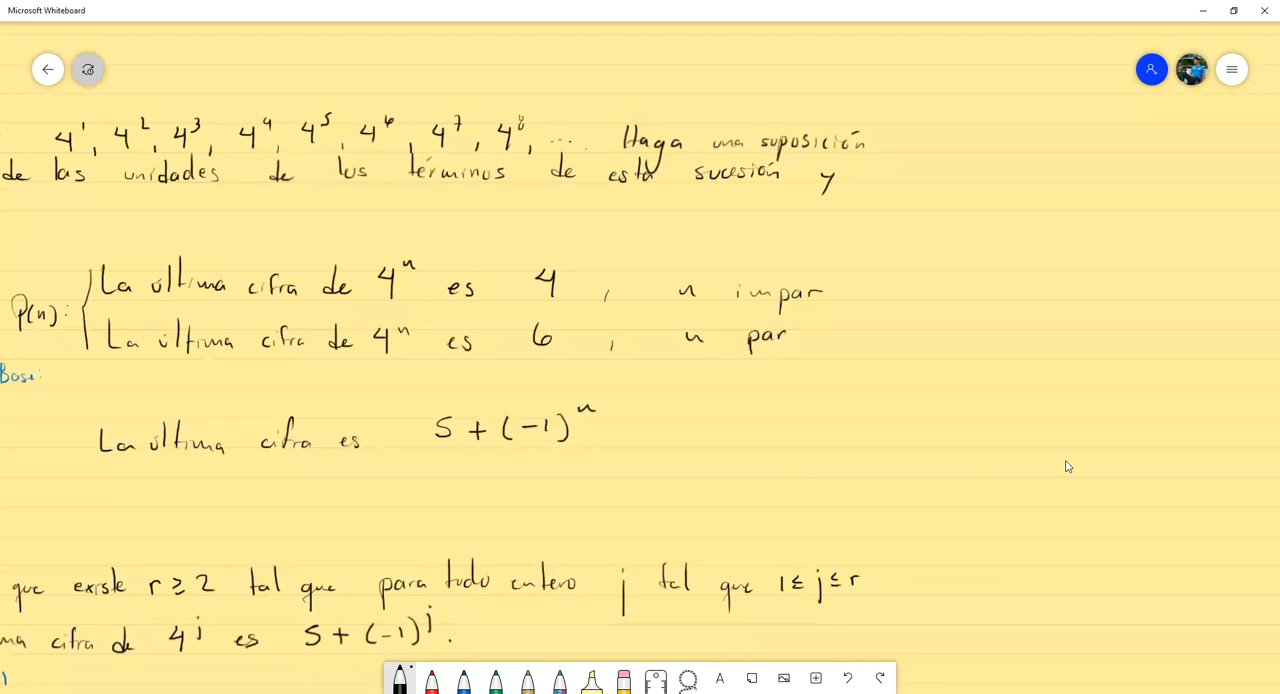 Microsoft Whiteboard
4¹, 4², 4³, 4⁴, 4⁵, 4⁶, 4⁷, 4⁸, ... Haga una suposición
de las unidades de los términos de esta sucesión y
P(n): { La última cifra de 4ⁿ es 4 , n impar
La última cifra de 4ⁿ es 6 , n par
Base:
La última cifra es 5 + (-1)ⁿ
que existe r ≥ 2 tal que para todo entero j tal que 1 ≤ j ≤ r
ma cifra de 4ʲ es 5 + (-1)ʲ.